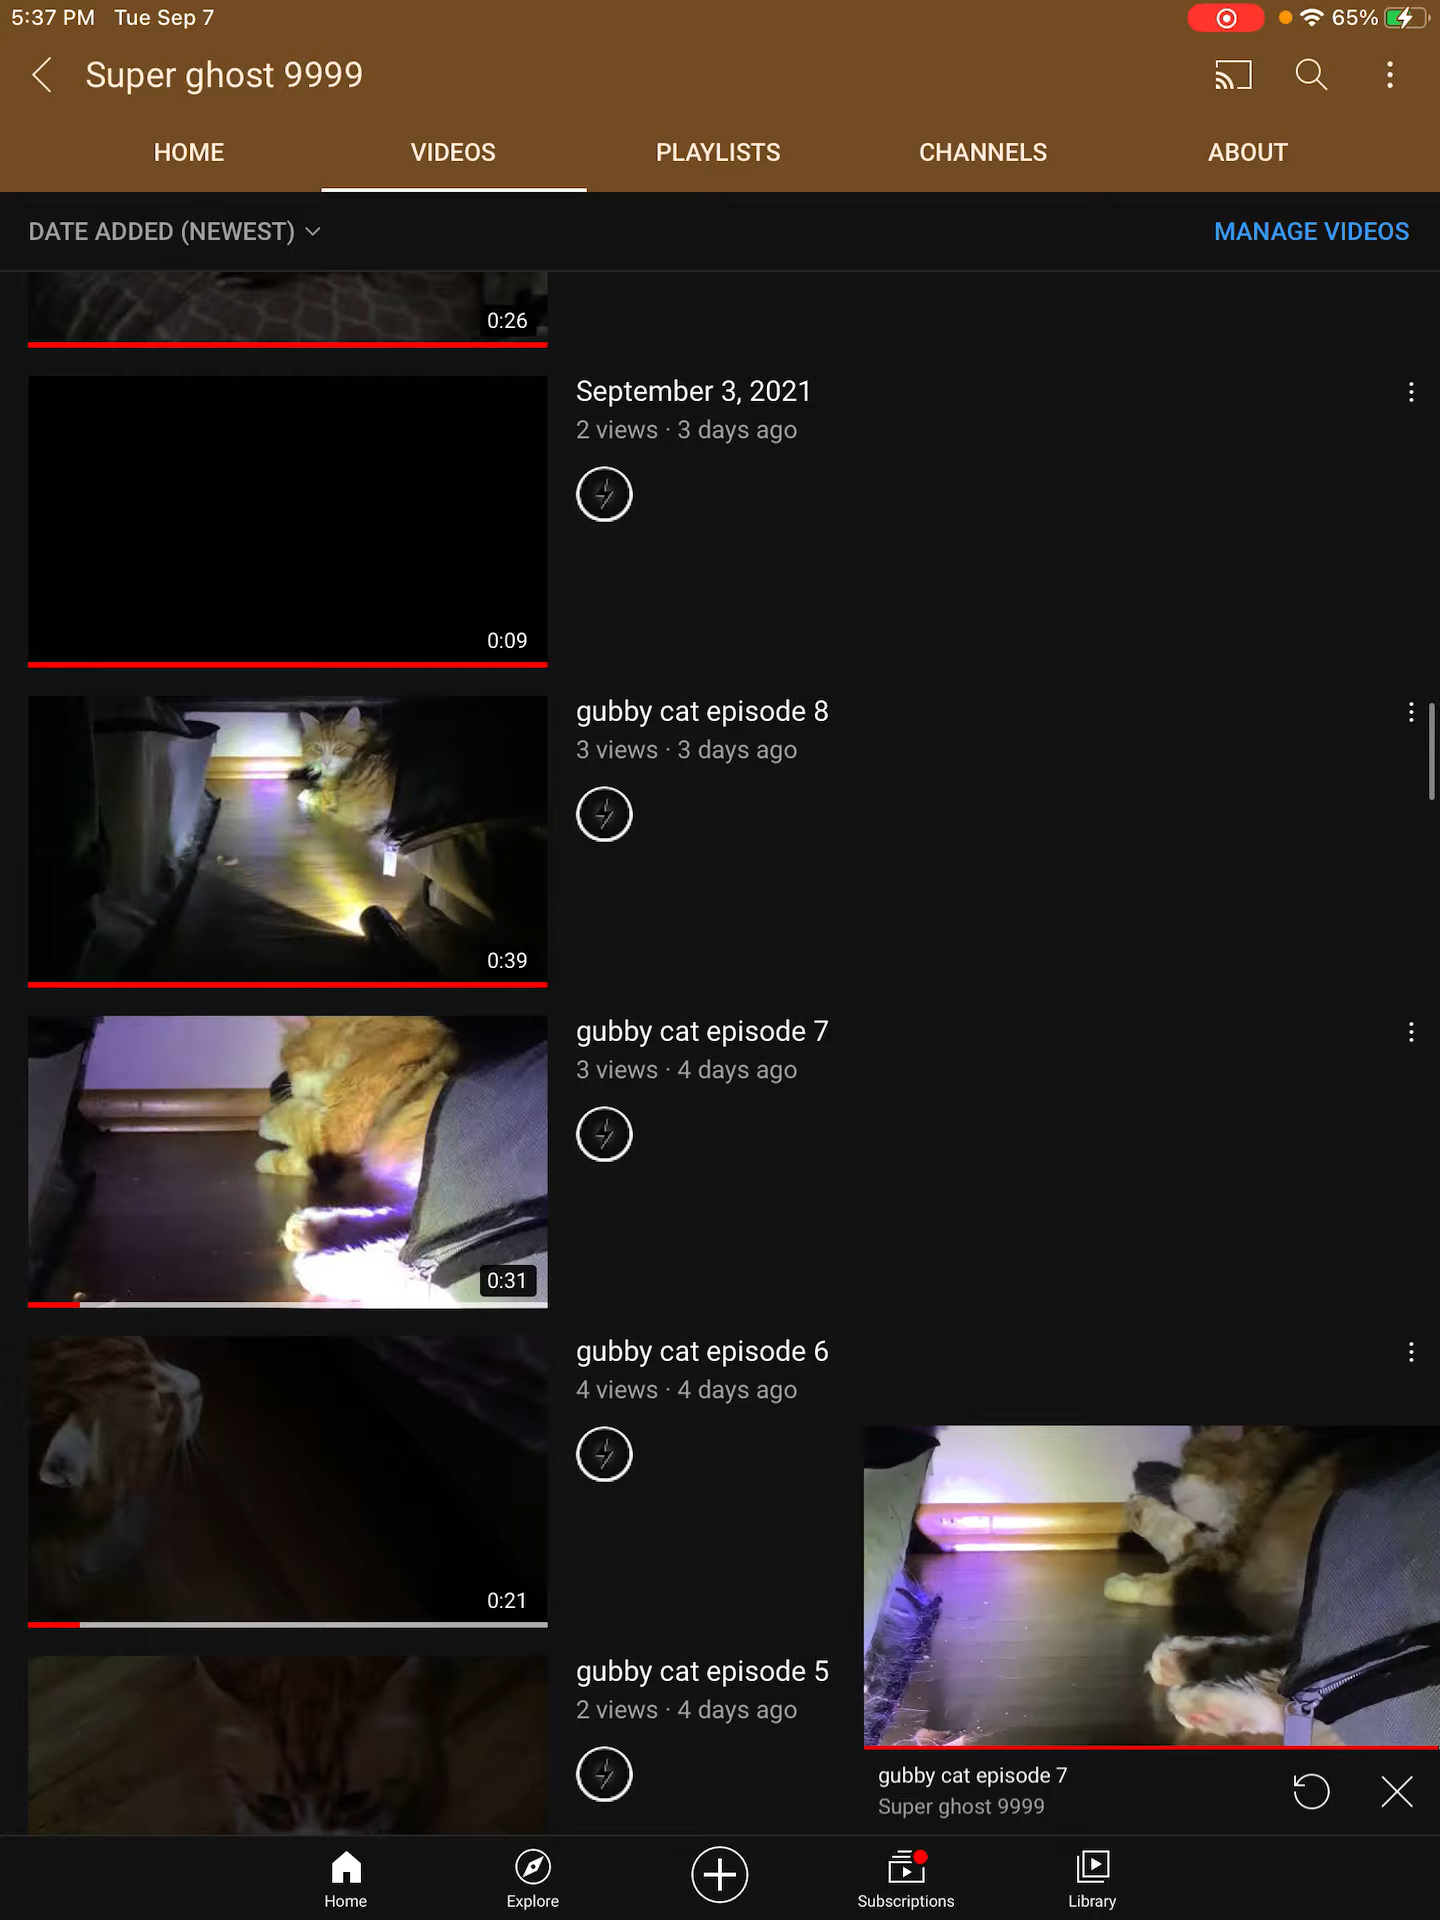 5:37 PM Tue Sep 7
65%
Super ghost 9999
HOME VIDEOS PLAYLISTS CHANNELS ABOUT
DATE ADDED (NEWEST)
MANAGE VIDEOS
0:26
September 3, 2021
2 views · 3 days ago
0:09
gubby cat episode 8
3 views · 3 days ago
0:39
gubby cat episode 7
3 views · 4 days ago
0:31
gubby cat episode 6
4 views · 4 days ago
0:21
gubby cat episode 5
2 views · 4 days ago
gubby cat episode 7
Super ghost 9999
Home Explore Subscriptions Library